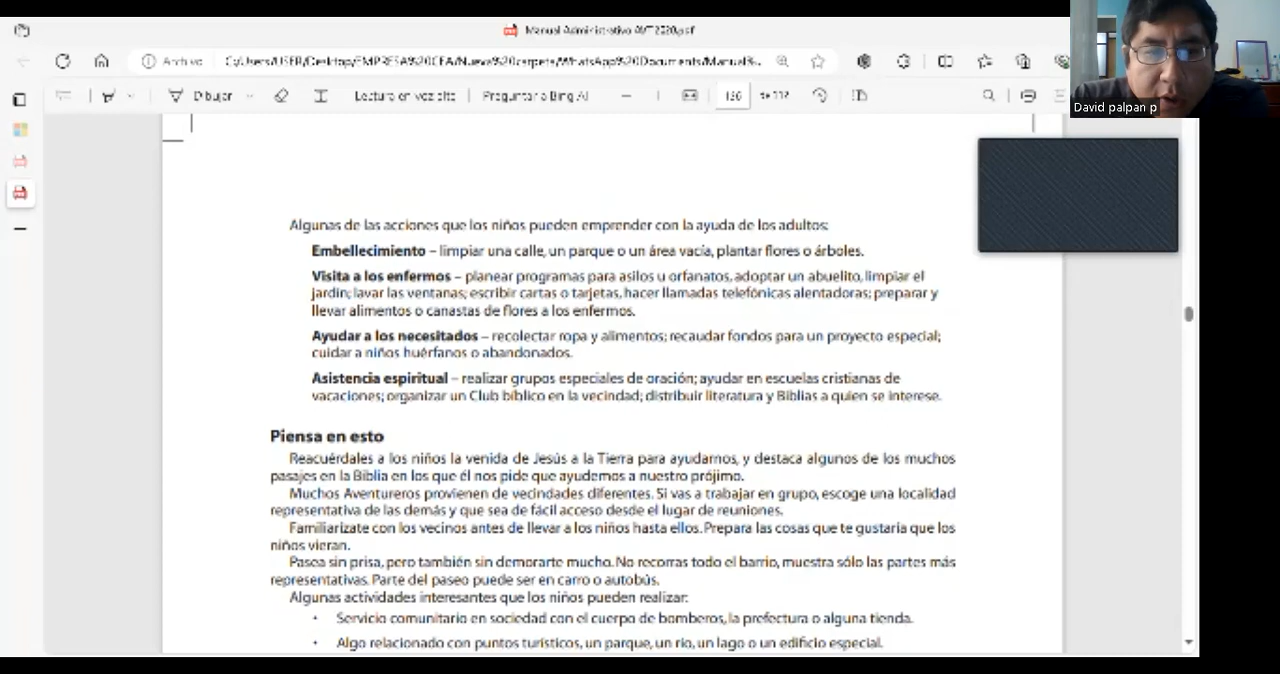 Manual Administrativo AVT 2020.pdf
Archivo
C:/Users/USER/Desktop/EMPRESA%20CEA/Nueva%20carpeta/WhatsApp%20Documents/Manual%...
Dibujar
Lectura en voz alta
Preguntar a Bing AI
David palpan p
Algunas de las acciones que los niños pueden emprender con la ayuda de los adultos:
Embellecimiento – limpiar una calle, un parque o un área vacía, plantar flores o árboles.
Visita a los enfermos – planear programas para asilos u orfanatos, adoptar un abuelito, limpiar el
jardín; lavar las ventanas; escribir cartas o tarjetas, hacer llamadas telefónicas alentadoras; preparar y
llevar alimentos o canastas de flores a los enfermos.
Ayudar a los necesitados – recolectar ropa y alimentos; recaudar fondos para un proyecto especial;
cuidar a niños huérfanos o abandonados.
Asistencia espiritual – realizar grupos especiales de oración; ayudar en escuelas cristianas de
vacaciones; organizar un Club bíblico en la vecindad; distribuir literatura y Biblias a quien se interese.
Piensa en esto
Reacuérdales a los niños la venida de Jesús a la Tierra para ayudarnos, y destaca algunos de los muchos
pasajes en la Biblia en los que él nos pide que ayudemos a nuestro prójimo.
Muchos Aventureros provienen de vecindades diferentes. Si vas a trabajar en grupo, escoge una localidad
representativa de las demás y que sea de fácil acceso desde el lugar de reuniones.
Familiarízate con los vecinos antes de llevar a los niños hasta ellos. Prepara las cosas que te gustaría que los
niños vieran.
Pasea sin prisa, pero también sin demorarte mucho. No recorras todo el barrio, muestra sólo las partes más
representativas. Parte del paseo puede ser en carro o autobús.
Algunas actividades interesantes que los niños pueden realizar:
• Servicio comunitario en sociedad con el cuerpo de bomberos, la prefectura o alguna tienda.
• Algo relacionado con puntos turísticos, un parque, un río, un lago o un edificio especial.